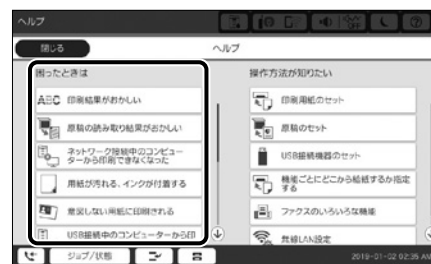 ヘルプ
閉じる
ヘルプ
困ったときは
印刷結果がおかしい
原稿の読み取り結果がおかしい
ネットワーク接続中のコンピュー
ターから印刷できなくなった
用紙が汚れる、インクが付着する
意図しない用紙に印刷される
USB接続中のコンピューターから印
操作方法が知りたい
印刷用紙のセット
原稿のセット
USB接続機器のセット
機能ごとにどこから給紙するか指定
する
ファクスのいろいろな機能
無線LAN設定
ジョブ/状態
2019-01-02 02:35 AM